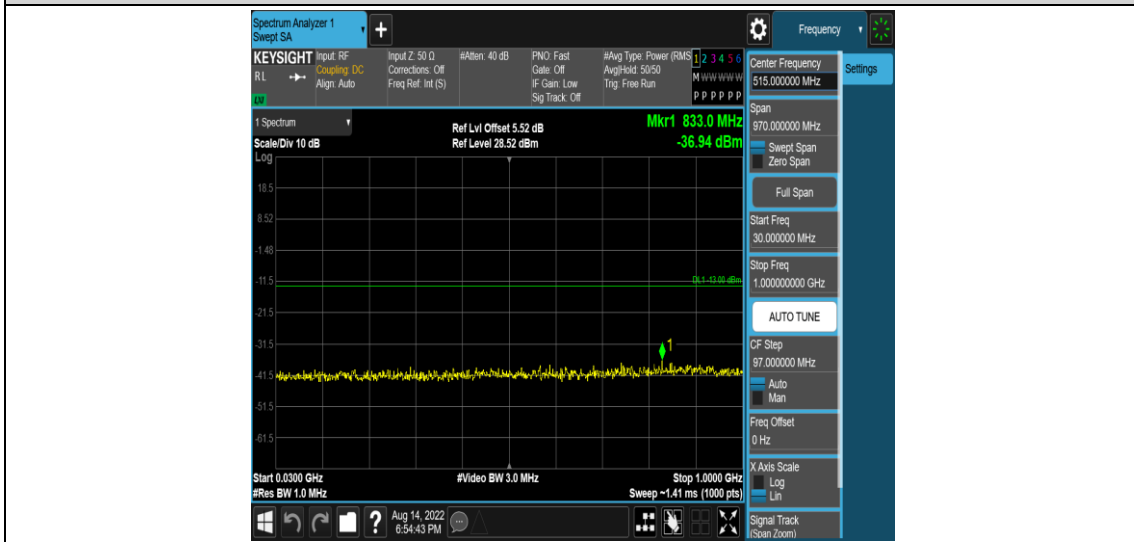 Spectrum Analyzer 1
Swept SA
+
Frequency
KEYSIGHT
RL
Input: RF
Coupling: DC
Align: Auto
Input Z: 50 Ω
Corrections: Off
Freq Ref: Int (S)
#Atten: 40 dB
PNO: Fast
Gate: Off
IF Gain: Low
Sig Track: Off
#Avg Type: Power (RMS
Avg|Hold: 50/50
Trig: Free Run
1 2 3 4 5 6
M W W W W W
P P P P P P
1 Spectrum
Scale/Div 10 dB
Ref Lvl Offset 5.52 dB
Ref Level 28.52 dBm
Mkr1 833.0 MHz
-36.94 dBm
Log
18.5
8.52
-1.48
-11.5
DL1 -13.00 dBm
-21.5
-31.5
1
-41.5
-51.5
-61.5
Start 0.0300 GHz
#Res BW 1.0 MHz
#Video BW 3.0 MHz
Stop 1.0000 GHz
Sweep ~1.41 ms (1000 pts)
?
Aug 14, 2022
6:54:43 PM
Center Frequency
515.000000 MHz
Settings
Span
970.000000 MHz
Swept Span
Zero Span
Full Span
Start Freq
30.000000 MHz
Stop Freq
1.000000000 GHz
AUTO TUNE
CF Step
97.000000 MHz
Auto
Man
Freq Offset
0 Hz
X Axis Scale
Log
Lin
Signal Track
(Span Zoom)